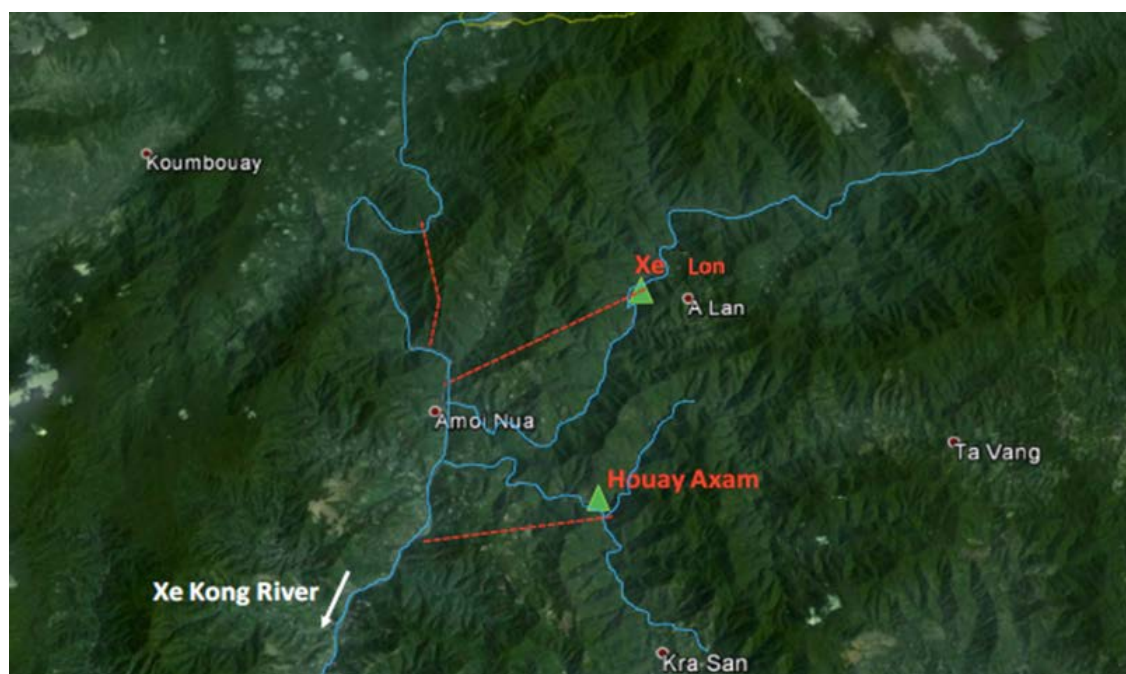 Koumbouay
Xe Lon
A Lan
Amoi Nua
Ta Vang
Houay Axam
Xe Kong River
Kra San